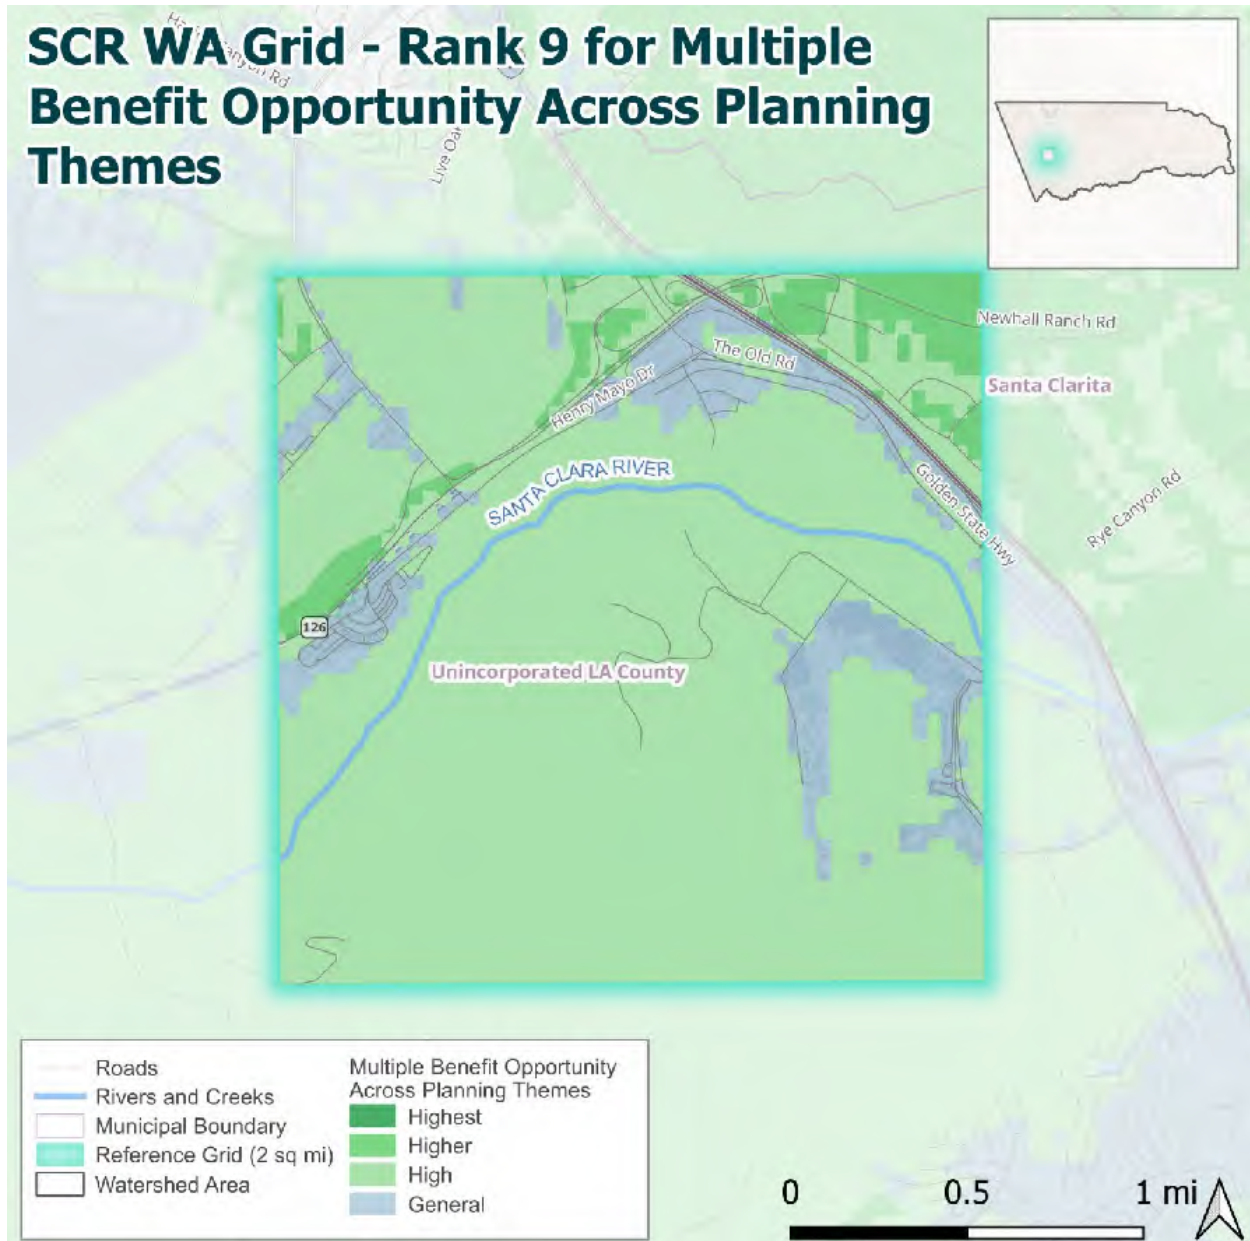 SCR WA Grid - Rank 9 for Multiple
Benefit Opportunity Across Planning
Themes
Live Oak
Newhall Ranch Rd
The Old Rd
Santa Clarita
Henry Mayo Dr
SANTA CLARA RIVER
Golden State Hwy
Rye Canyon Rd
126
Unincorporated LA County
Roads
Rivers and Creeks
Municipal Boundary
Reference Grid (2 sq mi)
Watershed Area
Multiple Benefit Opportunity
Across Planning Themes
Highest
Higher
High
General
0 0.5 1 mi